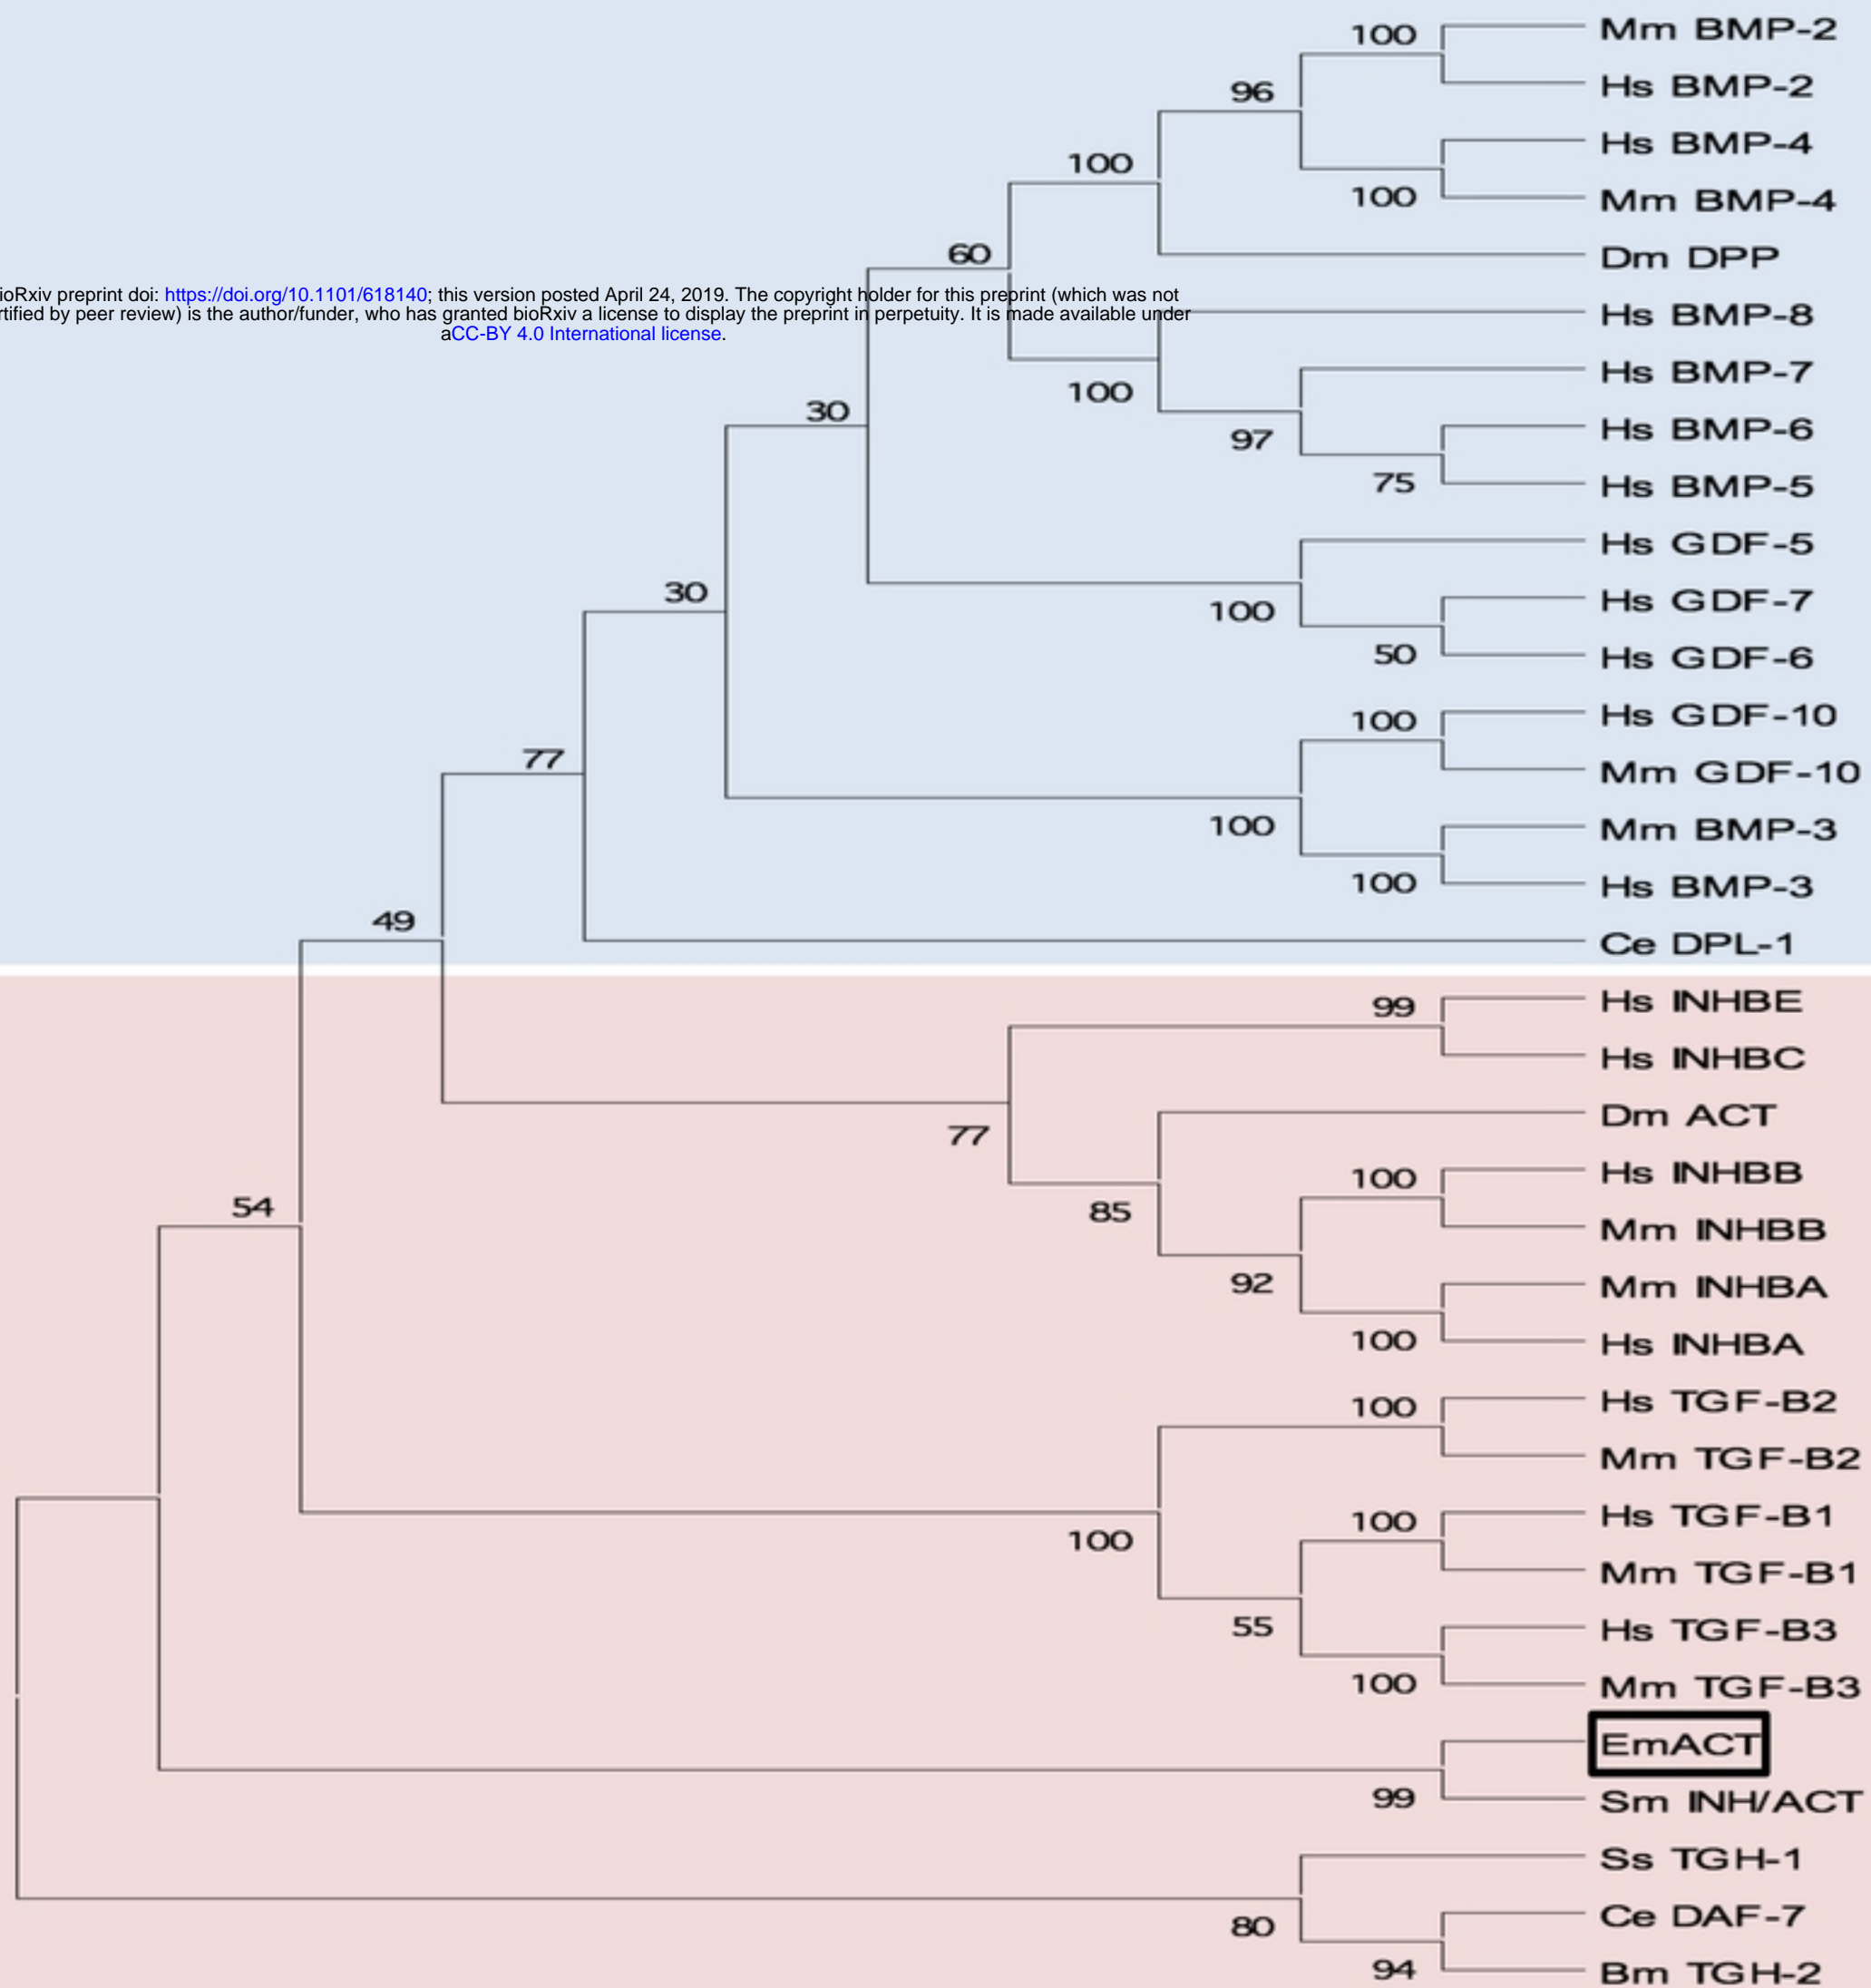 Mm BMP-2
100
Hs BMP-2
96
Hs BMP-4
100
Mm BMP-4
100
Dm DPP
60
ioRxiv preprint doi: https://doi.org/10.1101/618140; this version posted April 24, 2019. The copyright holder for this preprint (which was not
rtified by peer review) is the author/funder, who has granted bioRxiv a license to display the preprint in perpetuity. It is made available under
aCC-BY 4.0 International license.
Hs BMP-8
Hs BMP-7
100
30
Hs BMP-6
97
75
Hs BMP-5
Hs GDF-5
30
Hs GDF-7
100
50
Hs GDF-6
Hs GDF-10
100
77
Mm GDF-10
100
Mm BMP-3
100
Hs BMP-3
49
Ce DPL-1
Hs INHBE
99
Hs INHBC
Dm ACT
77
Hs INHBB
100
54
85
Mm INHBB
92
Mm INHBA
100
Hs INHBA
Hs TGF-B2
100
Mm TGF-B2
Hs TGF-B1
100
100
Mm TGF-B1
55
Hs TGF-B3
100
Mm TGF-B3
EmACT
99
Sm INH/ACT
Ss TGH-1
80
Ce DAF-7
94
Bm TGH-2